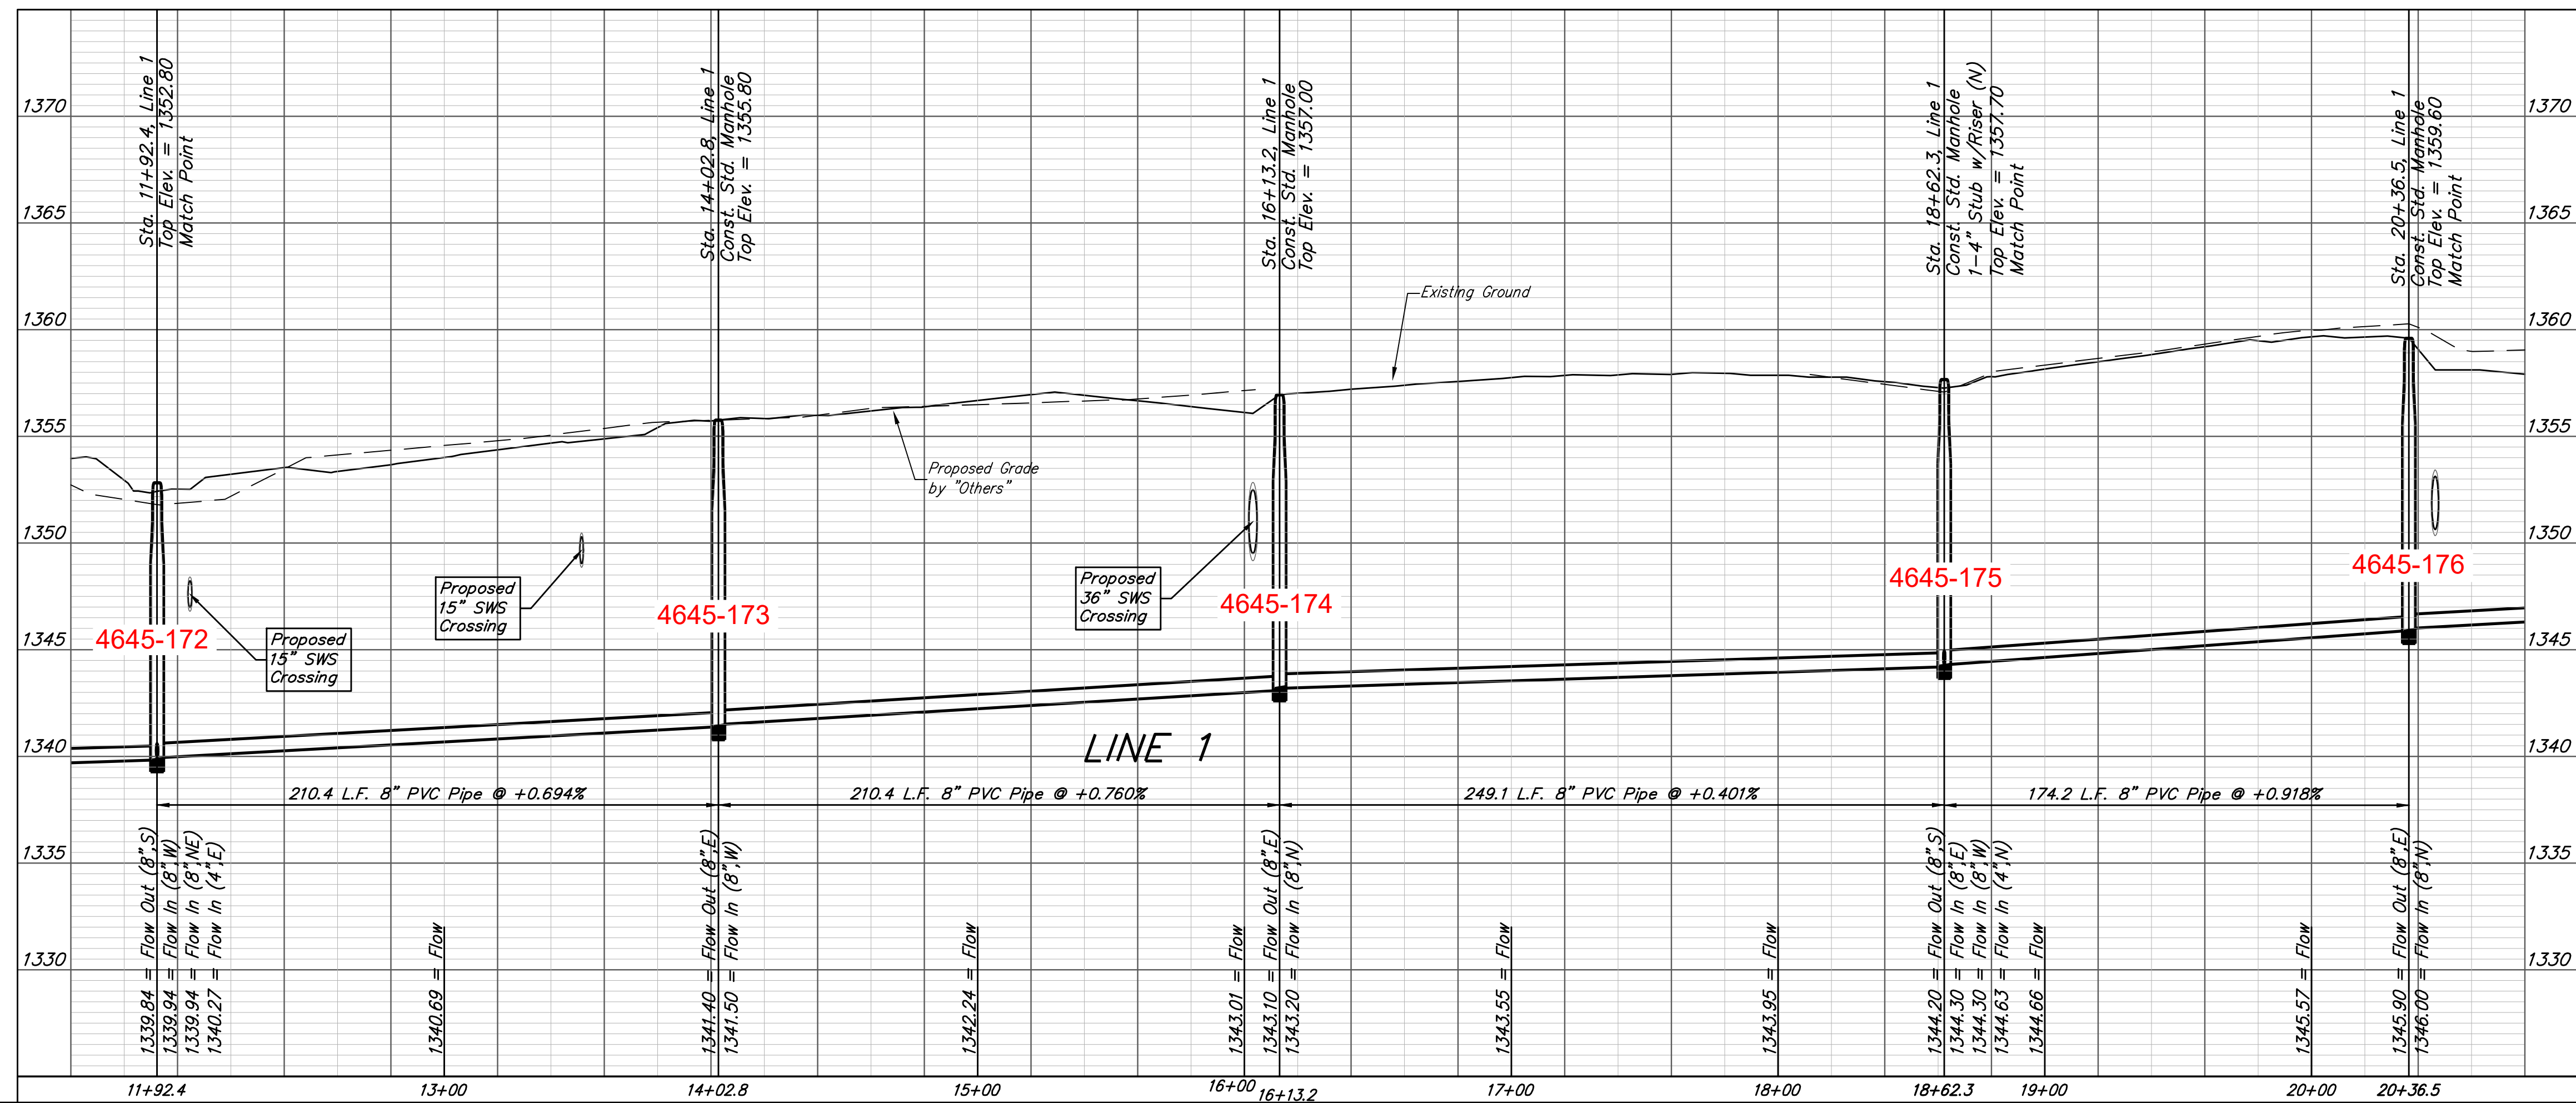 Sta. 11+92.4, Line 1
Top Elev. = 1352.80
Match Point
Sta. 14+02.8, Line 1
Const. Std. Manhole
Top Elev. = 1355.80
Sta. 16+13.2, Line 1
Const. Std. Manhole
Top Elev. = 1357.00
Sta. 18+62.3, Line 1
Const. Std. Manhole
1-4" Stub w/Riser (N)
Top Elev. = 1357.70
Match Point
Sta. 20+36.5, Line 1
Const. Std. Manhole
Top Elev. = 1359.60
Match Point
1370
1365
1360
1355
1350
1345
1340
1335
1330
1370
1365
1360
1355
1350
1345
1340
1335
1330
Existing Ground
Proposed Grade
by "Others"
Proposed
15" SWS
Crossing
Proposed
15" SWS
Crossing
Proposed
36" SWS
Crossing
4645-172
4645-173
4645-174
4645-175
4645-176
LINE 1
210.4 L.F. 8" PVC Pipe @ +0.694%
210.4 L.F. 8" PVC Pipe @ +0.760%
249.1 L.F. 8" PVC Pipe @ +0.401%
174.2 L.F. 8" PVC Pipe @ +0.918%
1339.84 = Flow Out (8",S)
1339.94 = Flow In (8",W)
1339.94 = Flow In (8",NE)
1340.27 = Flow In (4",E)
1340.69 = Flow
1341.40 = Flow Out (8",E)
1341.50 = Flow In (8",W)
1342.24 = Flow
1343.01 = Flow
1343.10 = Flow Out (8",E)
1343.20 = Flow In (8",N)
1343.55 = Flow
1343.95 = Flow
1344.20 = Flow Out (8",S)
1344.30 = Flow In (8",E)
1344.30 = Flow In (8",W)
1344.63 = Flow In (4",N)
1344.66 = Flow
1345.57 = Flow
1345.90 = Flow Out (8",E)
1346.00 = Flow In (8",N)
11+92.4
13+00
14+02.8
15+00
16+00
16+13.2
17+00
18+00
18+62.3
19+00
20+00
20+36.5